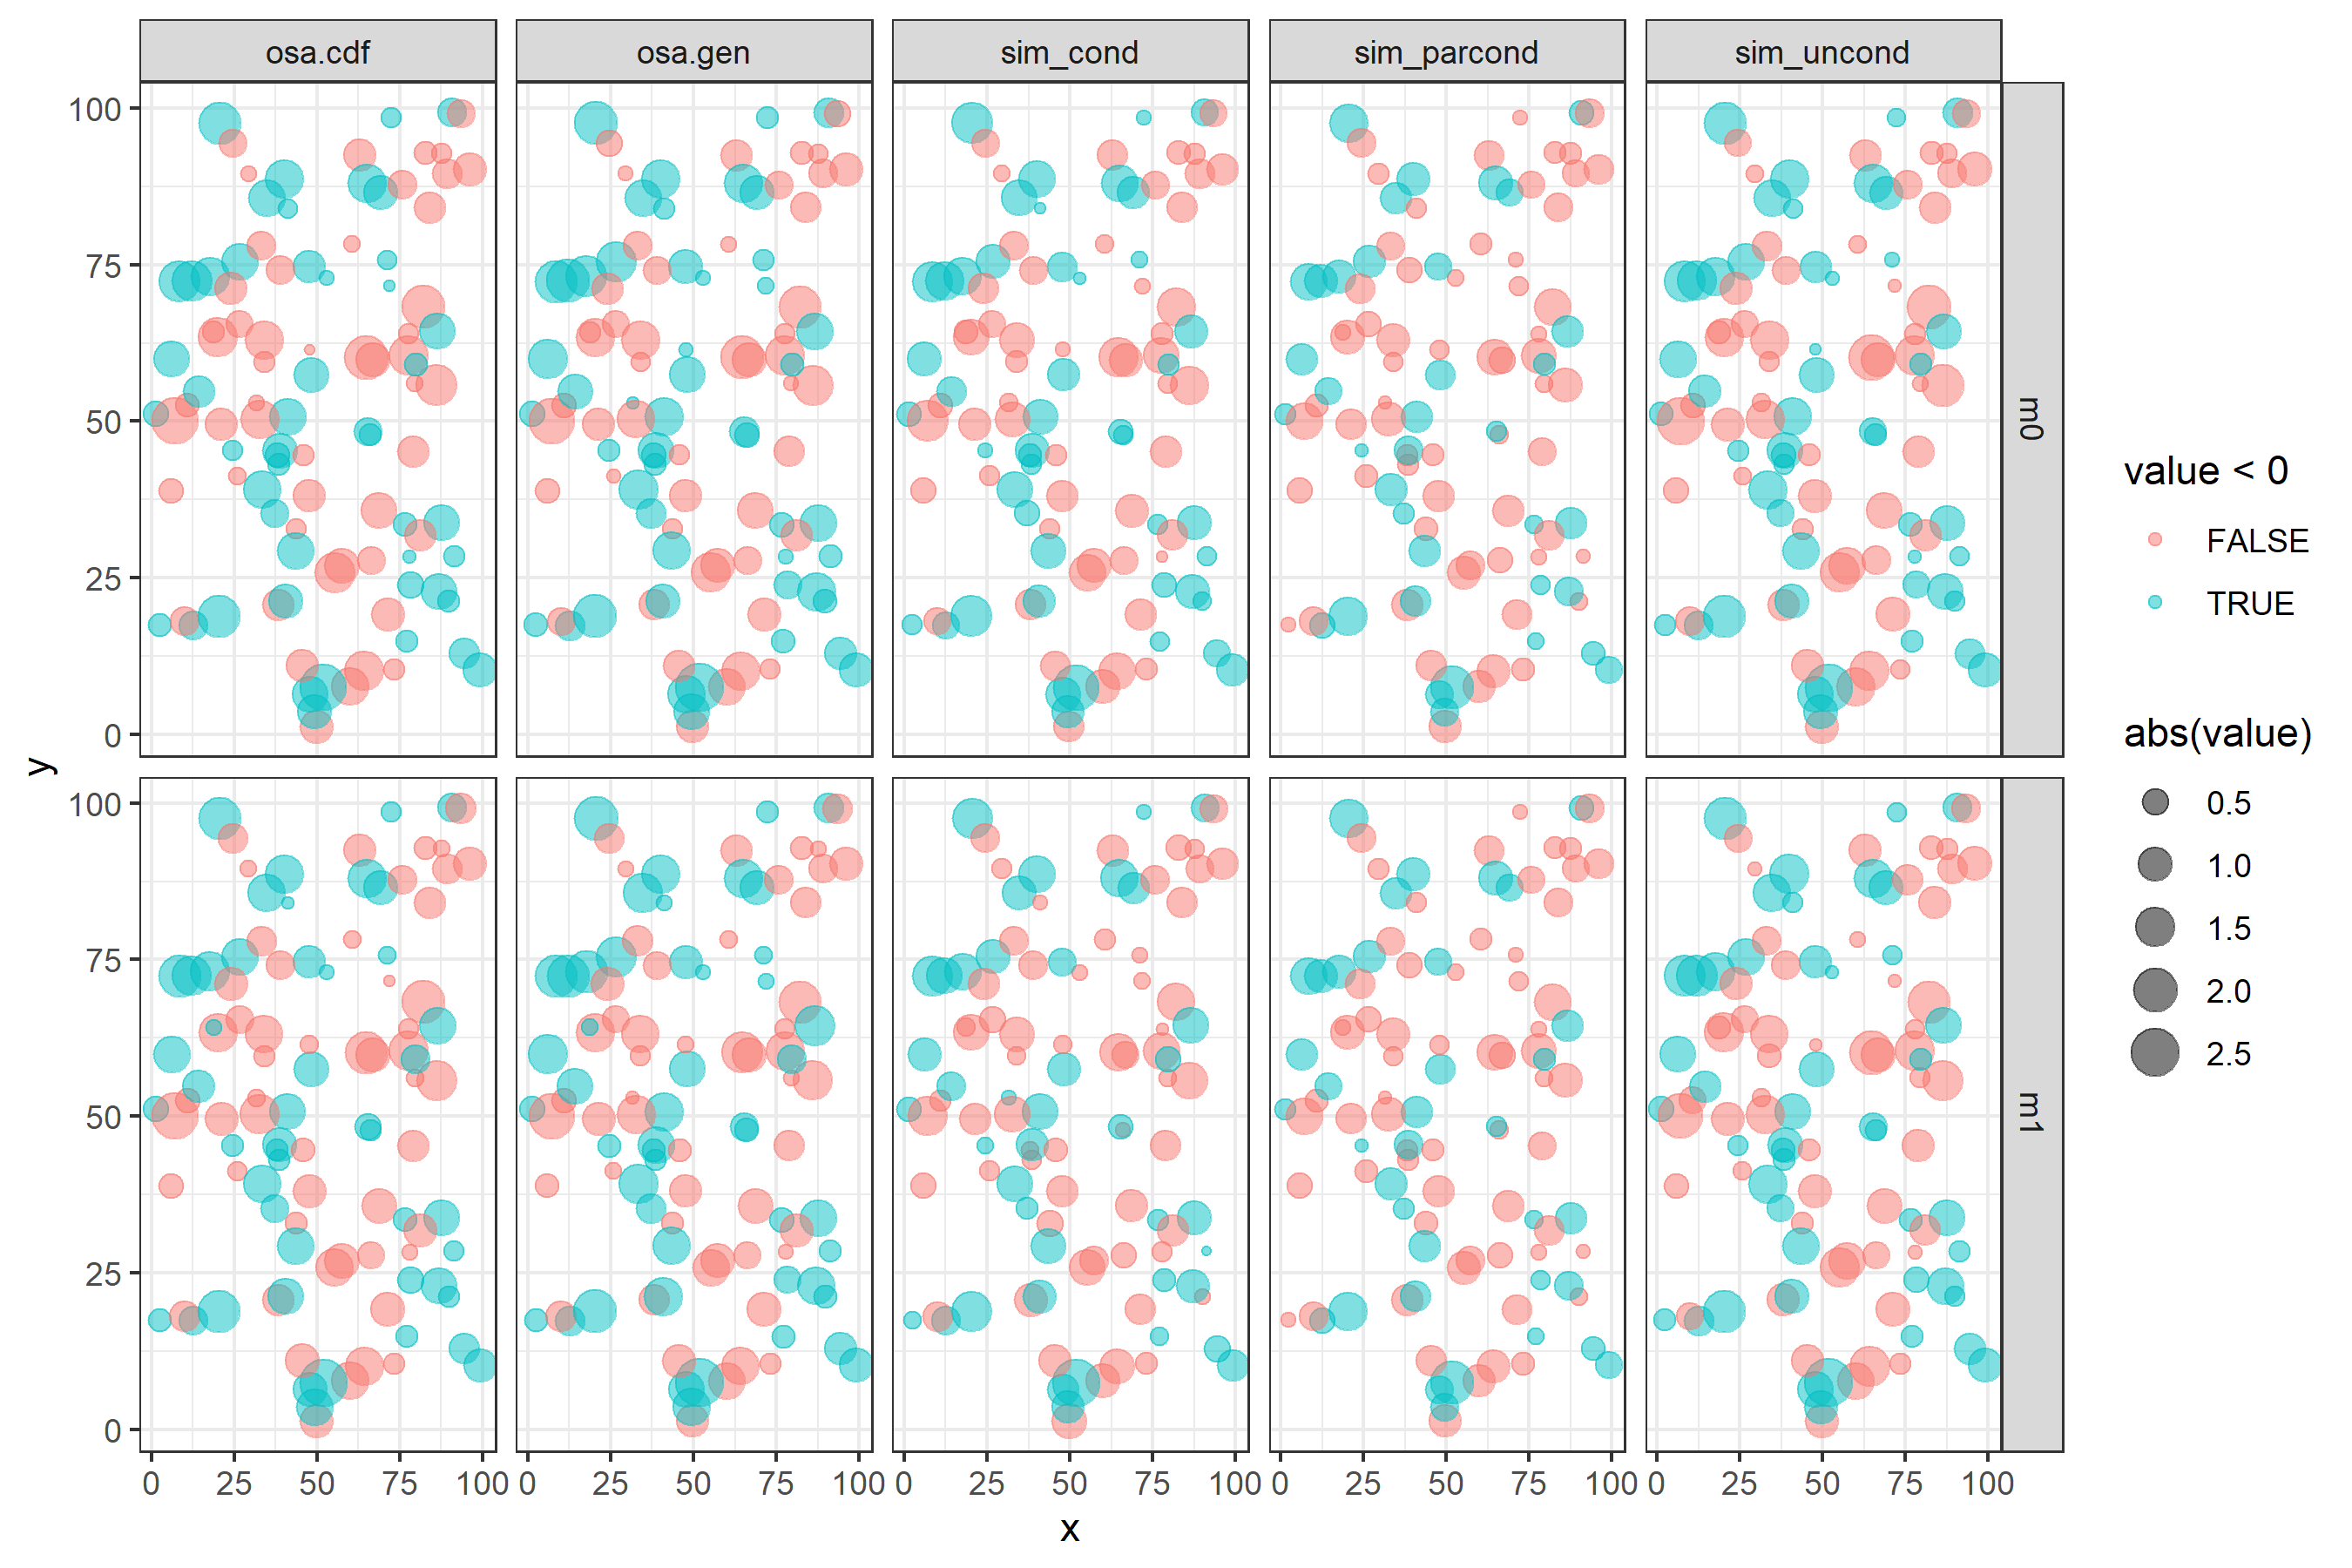 osa.cdf osa.gen sim_cond sim_parcond sim_uncond
100
75
50
25
0
m0
y
100
75
50
25
0
m1
0 25 50 75 100 0 25 50 75 100 0 25 50 75 100 0 25 50 75 100 0 25 50 75 100
x
value < 0
FALSE
TRUE
abs(value)
0.5
1.0
1.5
2.0
2.5